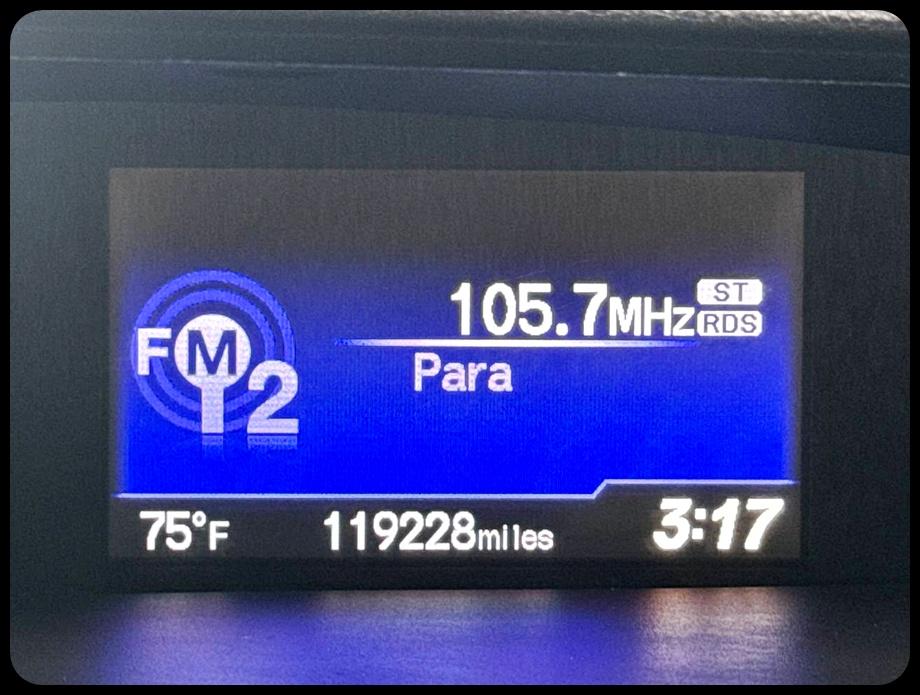 105.7MHz ST
RDS
FM 2
Para
75°F 119228miles 3:17